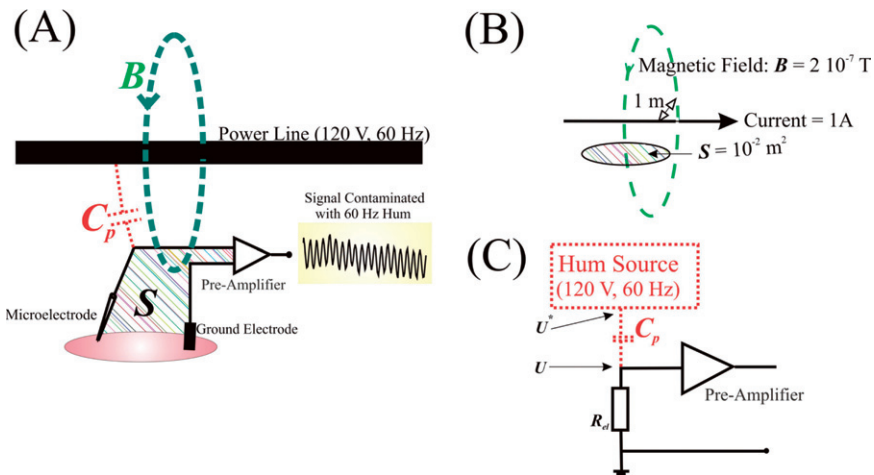 (A)
B
Power Line (120 V, 60 Hz)
Cp
Signal Contaminated
with 60 Hz Hum
S
Pre-Amplifier
Microelectrode
Ground Electrode
(B)
Magnetic Field: B = 2 10⁻⁷ T
1 m
Current = 1A
S = 10⁻² m²
(C)
Hum Source
(120 V, 60 Hz)
U*
Cp
U
Pre-Amplifier
Rel